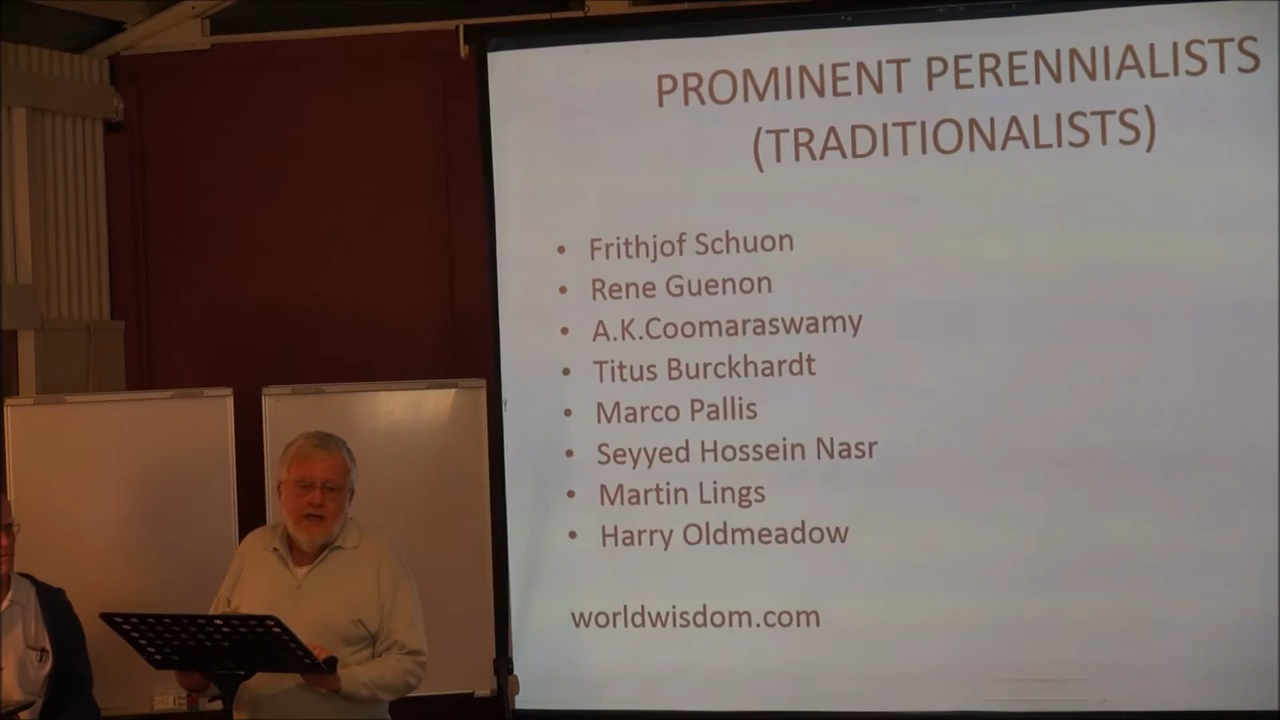 PROMINENT PERENNIALISTS
(TRADITIONALISTS)
• Frithjof Schuon
• Rene Guenon
• A.K.Coomaraswamy
• Titus Burckhardt
• Marco Pallis
• Seyyed Hossein Nasr
• Martin Lings
• Harry Oldmeadow
worldwisdom.com